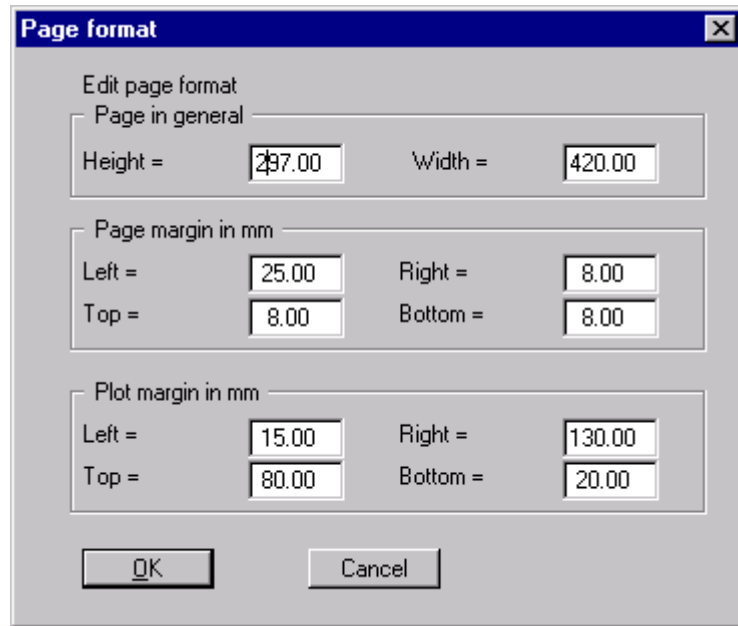 Page format
Edit page format
Page in general
Height = 297.00 Width = 420.00
Page margin in mm
Left = 25.00 Right = 8.00
Top = 8.00 Bottom = 8.00
Plot margin in mm
Left = 15.00 Right = 130.00
Top = 80.00 Bottom = 20.00
OK Cancel